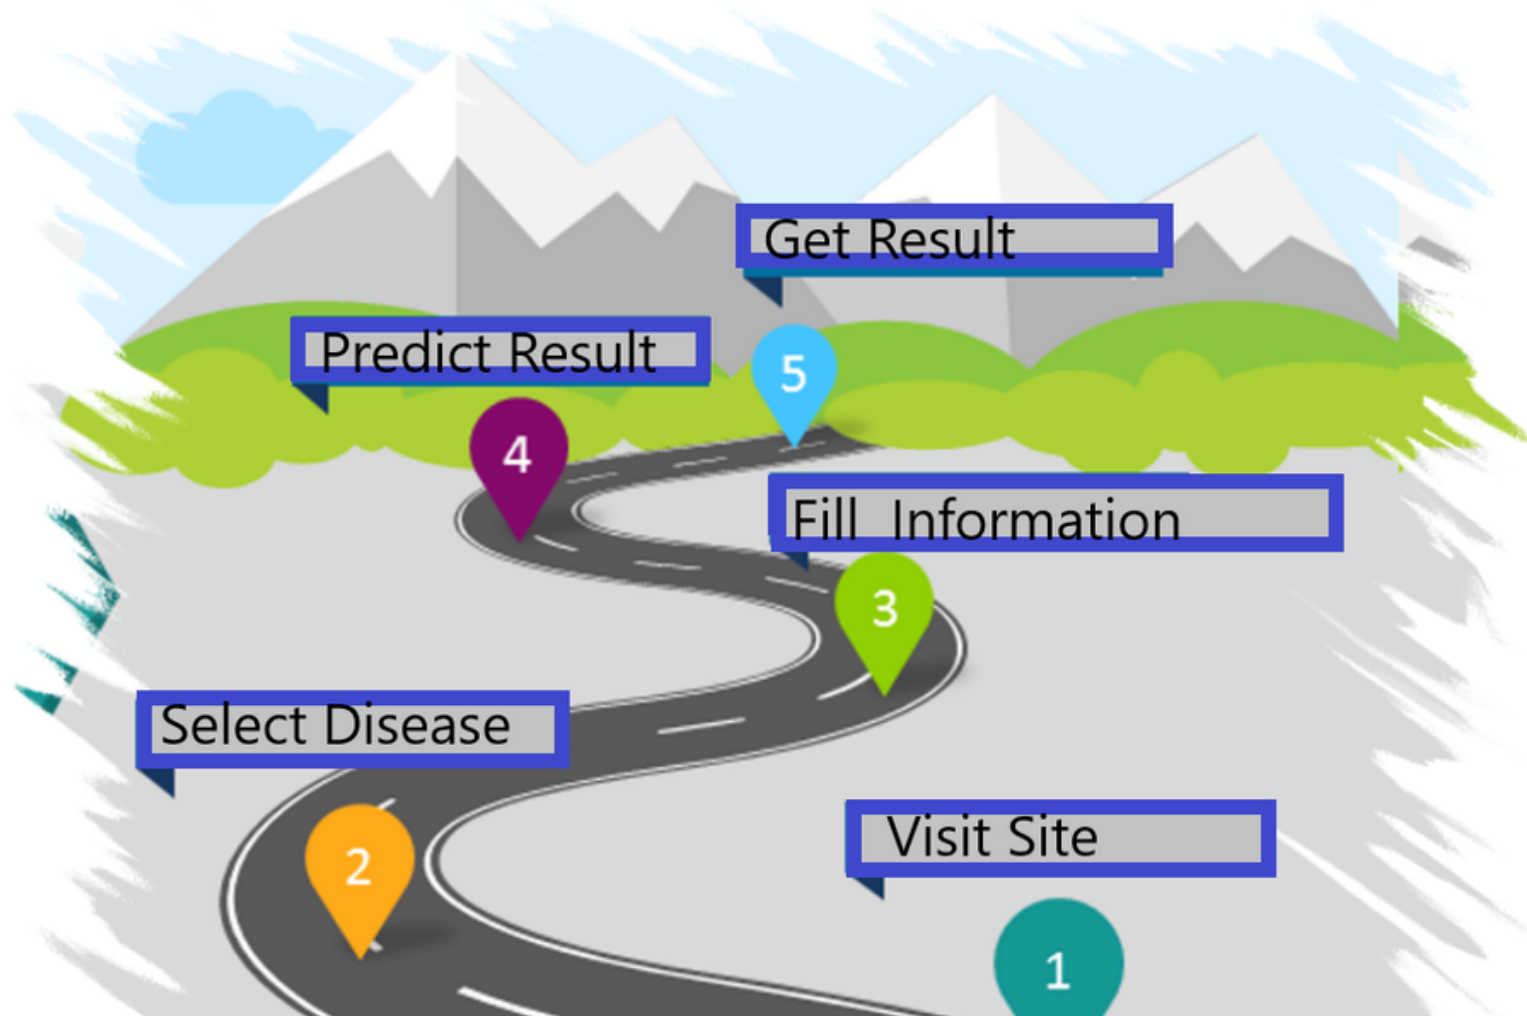 Get Result
Predict Result
5
4
Fill Information
3
Select Disease
Visit Site
2
1